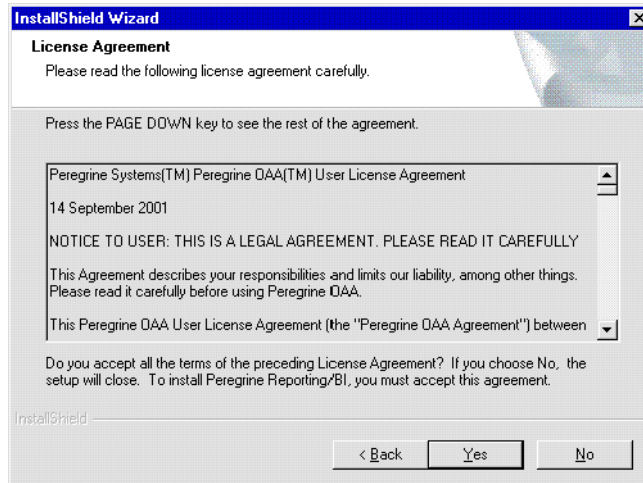 InstallShield Wizard
License Agreement
Please read the following license agreement carefully.
Press the PAGE DOWN key to see the rest of the agreement.
Peregrine Systems(TM) Peregrine OAA(TM) User License Agreement
14 September 2001
NOTICE TO USER: THIS IS A LEGAL AGREEMENT. PLEASE READ IT CAREFULLY
This Agreement describes your responsibilities and limits our liability, among other things.
Please read it carefully before using Peregrine OAA.
This Peregrine OAA User License Agreement (the "Peregrine OAA Agreement") between
Do you accept all the terms of the preceding License Agreement? If you choose No, the
setup will close. To install Peregrine Reporting/BI, you must accept this agreement.
InstallShield
< Back
Yes
No